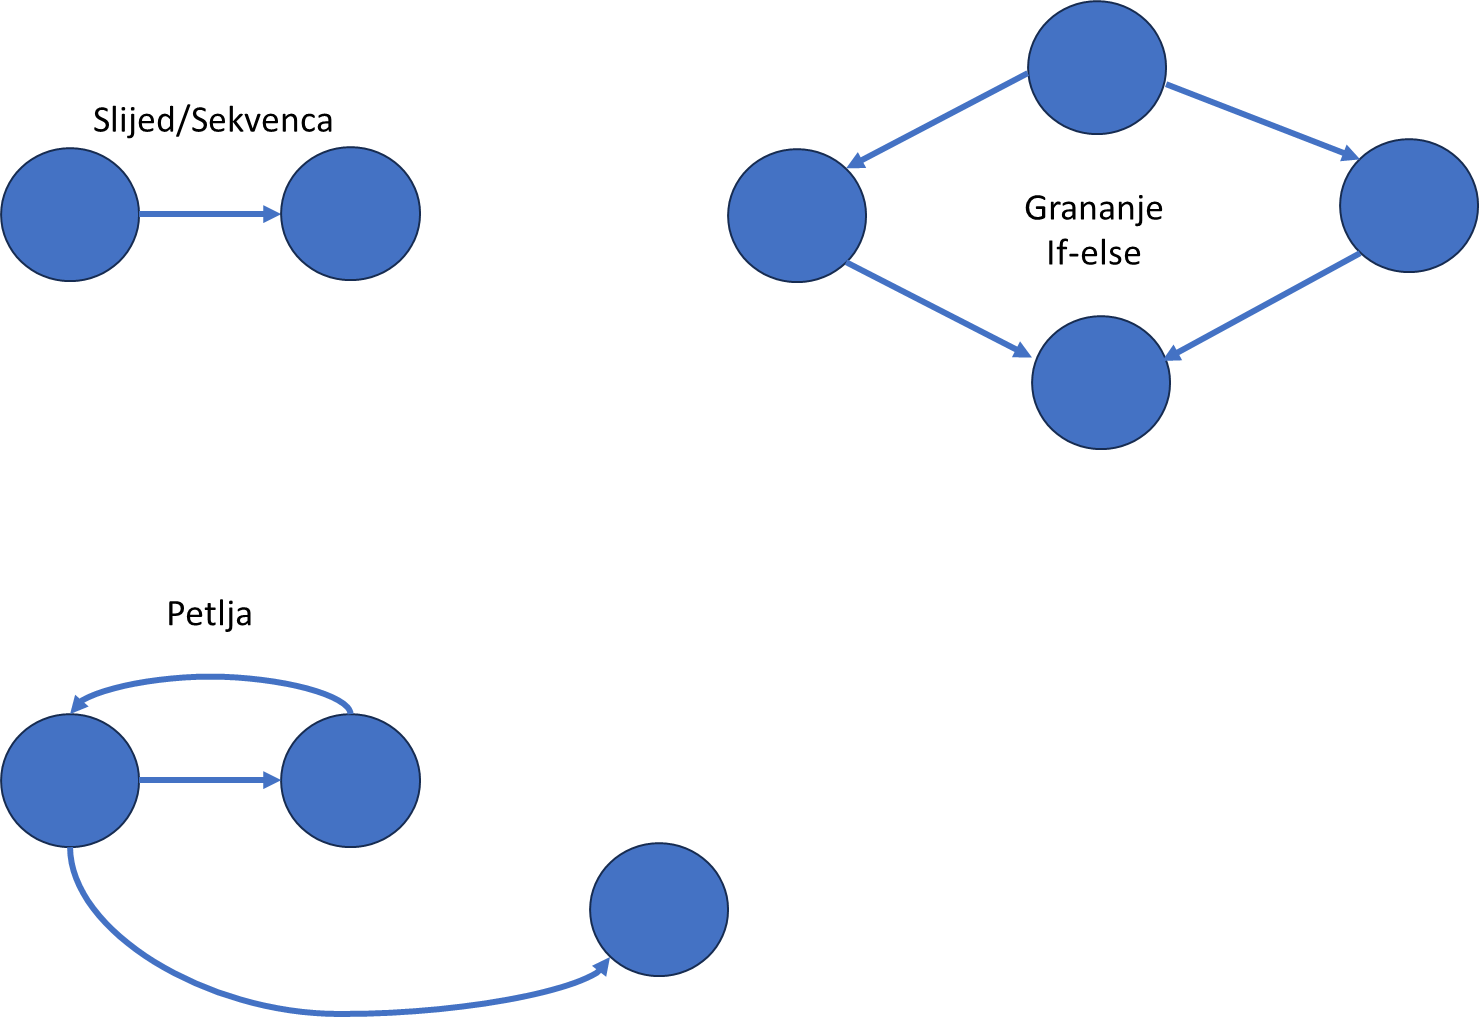 Slijed/Sekvenca
Grananje
If-else
Petlja